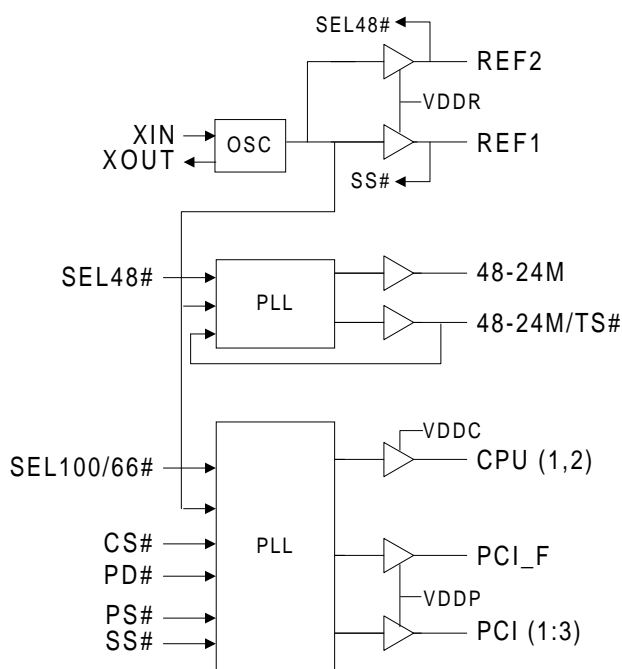 SEL48#
REF2
VDDR
XIN
XOUT
OSC
REF1
SS#
SEL48#
PLL
48-24M
48-24M/TS#
SEL100/66#
VDDC
CPU (1,2)
CS#
PLL
PCI_F
PD#
VDDP
PS#
PCI (1:3)
SS#